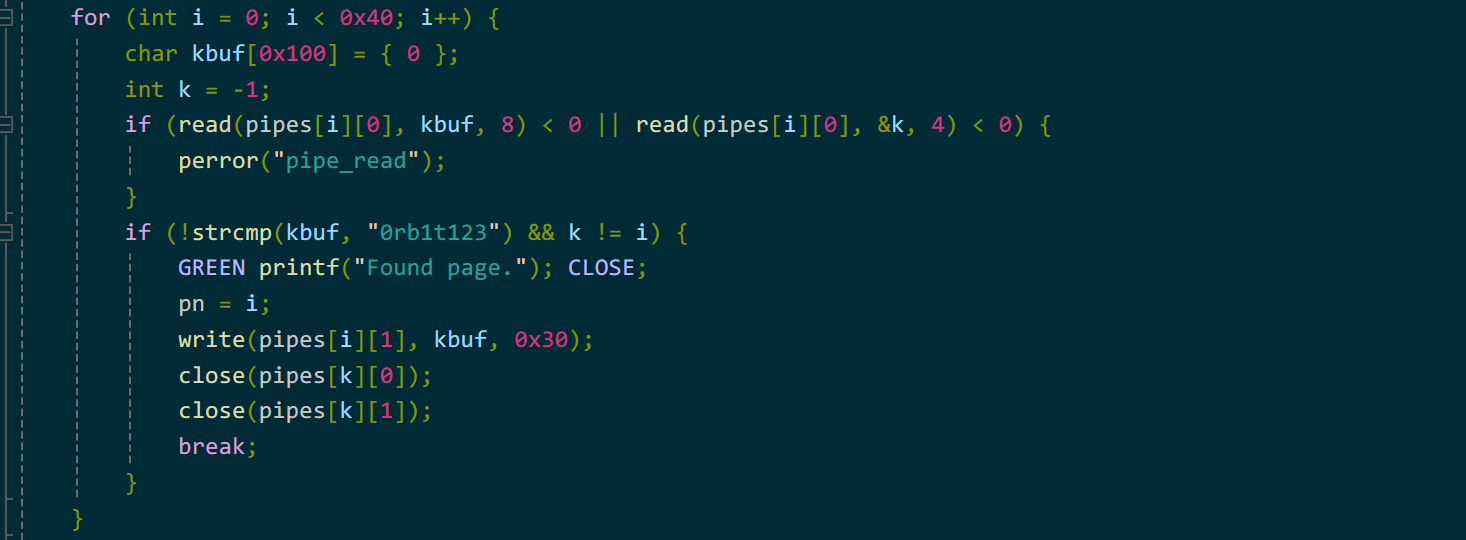 for (int i = 0; i < 0x40; i++) {
    char kbuf[0x100] = { 0 };
    int k = -1;
    if (read(pipes[i][0], kbuf, 8) < 0 || read(pipes[i][0], &k, 4) < 0) {
        perror("pipe_read");
    }
    if (!strcmp(kbuf, "0rb1t123") && k != i) {
        GREEN printf("Found page."); CLOSE;
        pn = i;
        write(pipes[i][1], kbuf, 0x30);
        close(pipes[k][0]);
        close(pipes[k][1]);
        break;
    }
}